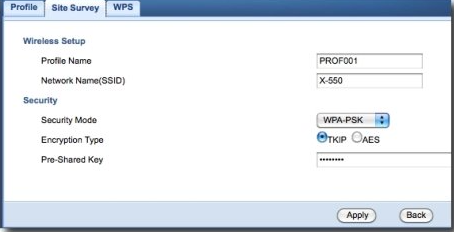 Profile Site Survey WPS
Wireless Setup
Profile Name PROF001
Network Name(SSID) X-550
Security
Security Mode WPA-PSK
Encryption Type TKIP AES
Pre-Shared Key ••••••••
Apply Back